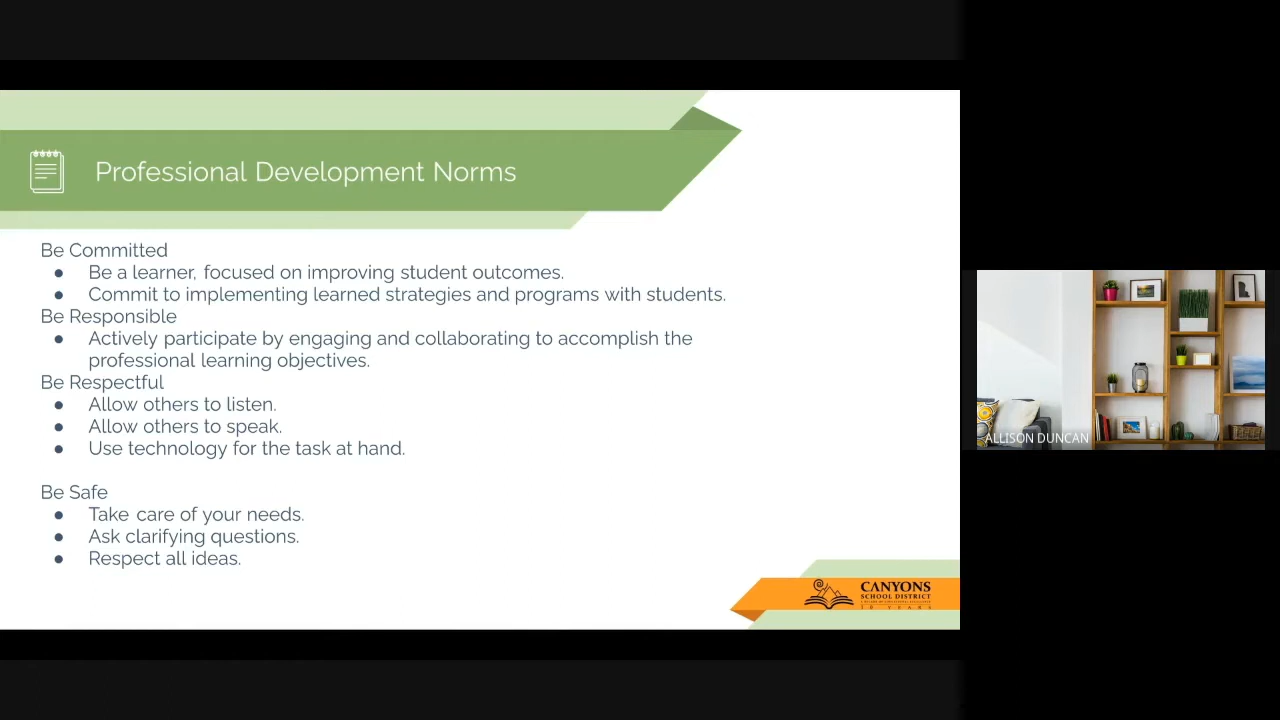 Professional Development Norms
Be Committed
● Be a learner, focused on improving student outcomes.
● Commit to implementing learned strategies and programs with students.
Be Responsible
● Actively participate by engaging and collaborating to accomplish the
professional learning objectives.
Be Respectful
● Allow others to listen.
● Allow others to speak.
● Use technology for the task at hand.
Be Safe
● Take care of your needs.
● Ask clarifying questions.
● Respect all ideas.
CANYONS
SCHOOL DISTRICT
ALLISON DUNCAN